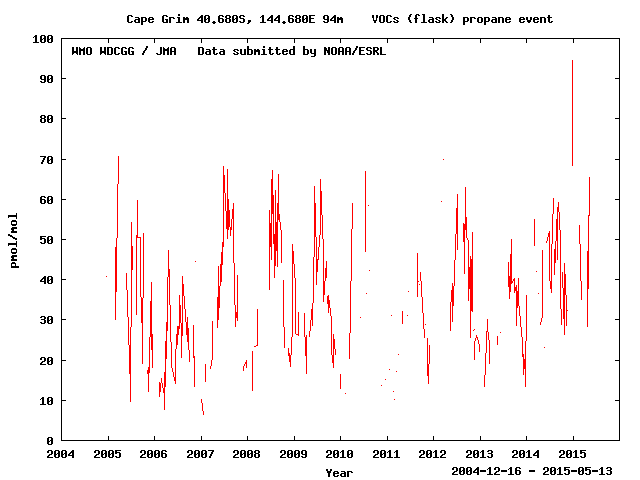 Cape Grim 40.680S, 144.680E 94m    VOCs (flask) propane event
WMO WDCGG / JMA   Data submitted by NOAA/ESRL
100
90
80
70
60
50
40
30
20
10
0
pmol/mol
2004 2005 2006 2007 2008 2009 2010 2011 2012 2013 2014 2015
Year
2004-12-16 - 2015-05-13